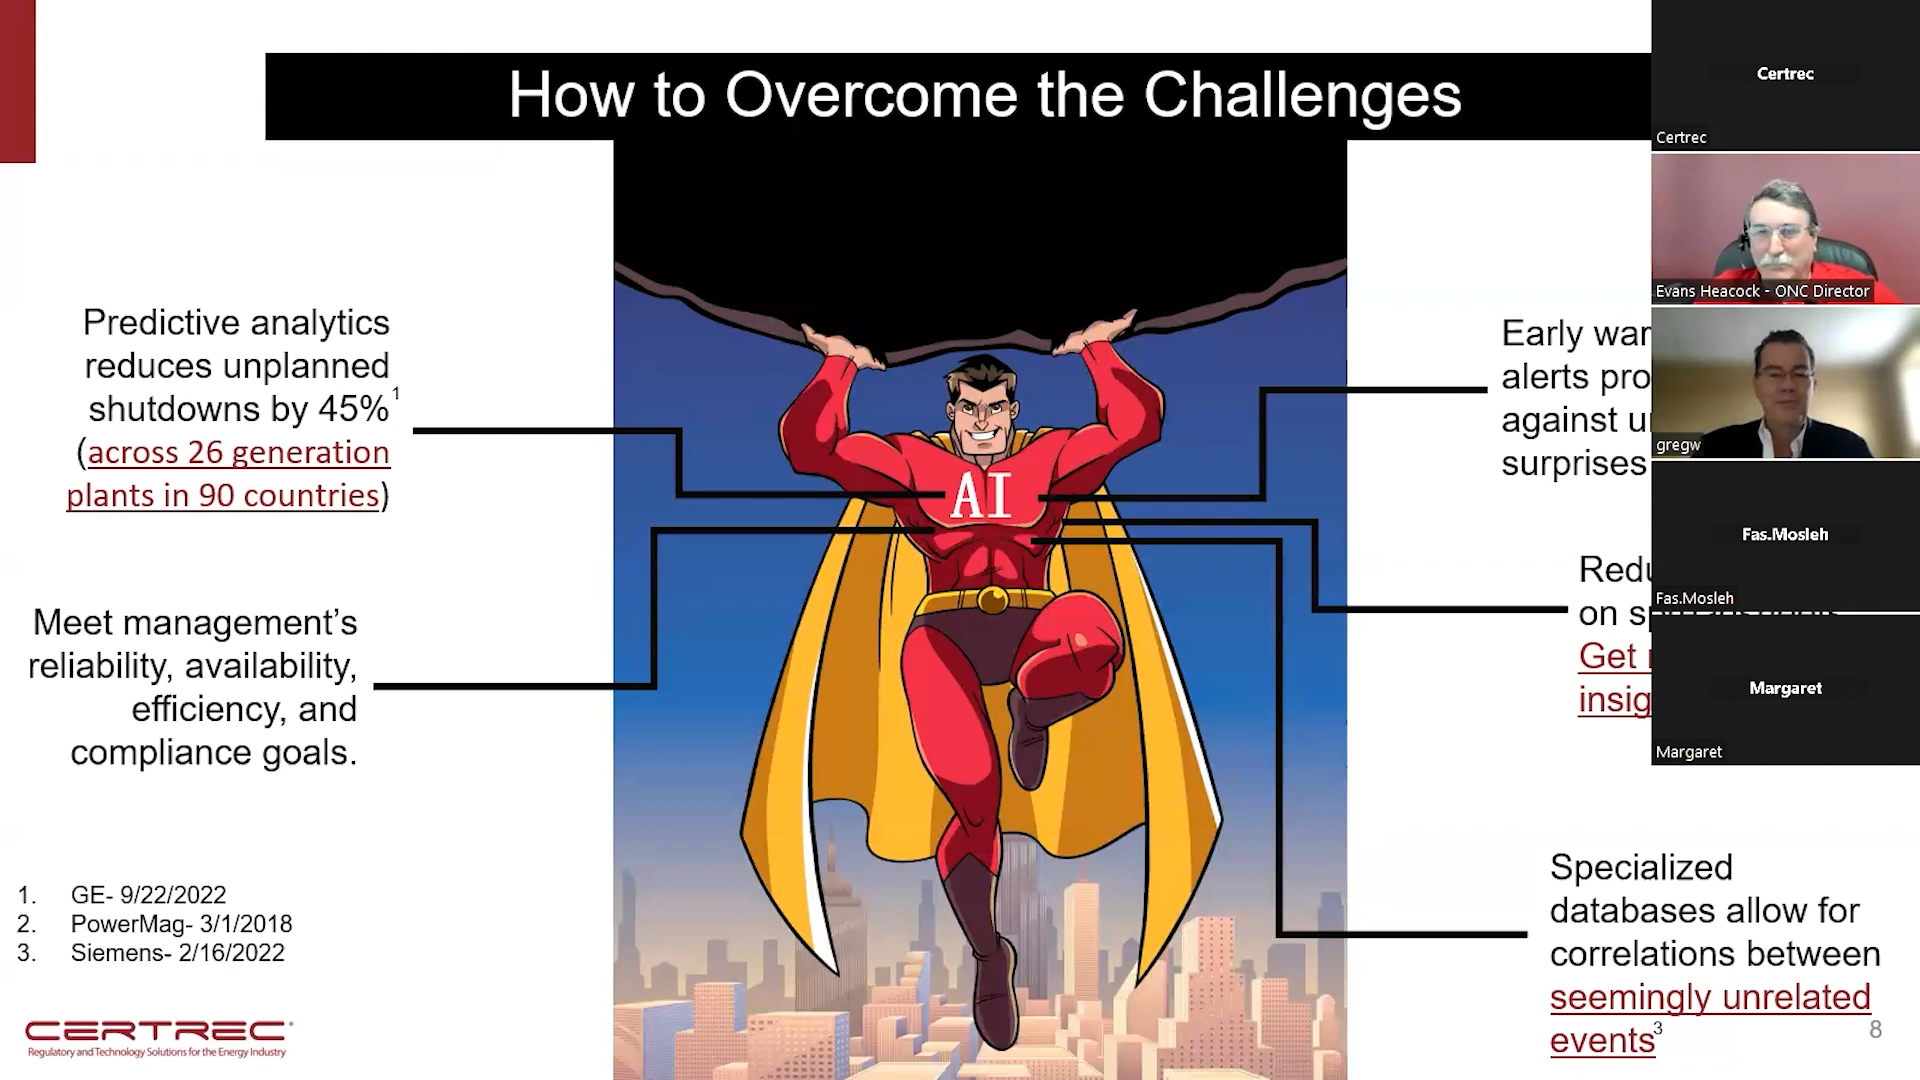 How to Overcome the Challenges
Predictive analytics
reduces unplanned
shutdowns by 45%1
(across 26 generation
plants in 90 countries)
Meet management’s
reliability, availability,
efficiency, and
compliance goals.
1. GE- 9/22/2022
2. PowerMag- 3/1/2018
3. Siemens- 2/16/2022
CERTREC
Regulatory and Technology Solutions for the Energy Industry
AI
Early
alerts
against
surprises
on
Get
Specialized
databases allow for
correlations between
seemingly unrelated
events3
8
Certrec
Certrec
Evans Heacock - ONC Director
gregw
Fas.Mosleh
Fas.Mosleh
Margaret
Margaret